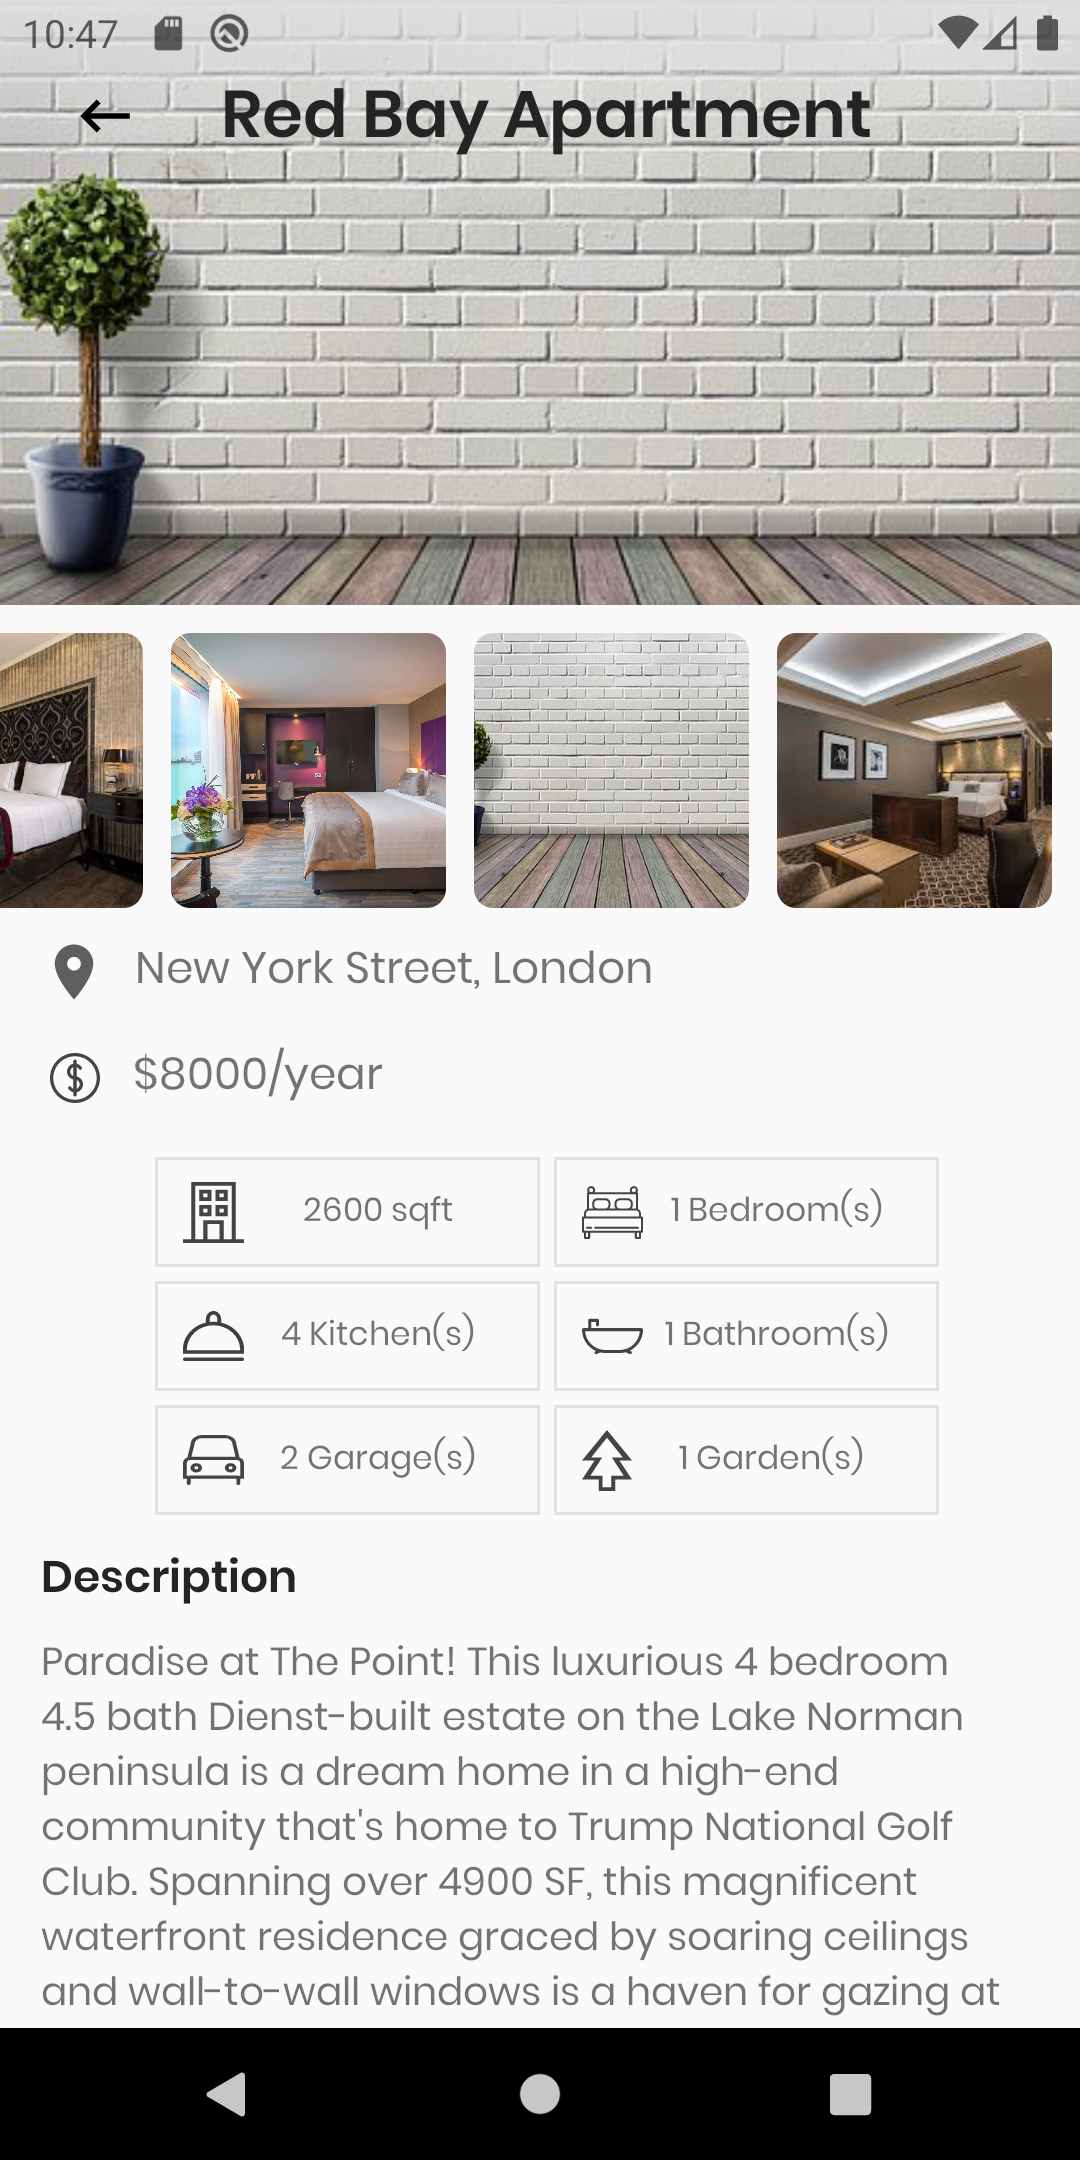 10:47
Red Bay Apartment
New York Street, London
$8000/year
2600 sqft
1 Bedroom(s)
4 Kitchen(s)
1 Bathroom(s)
2 Garage(s)
1 Garden(s)
Description
Paradise at The Point! This luxurious 4 bedroom
4.5 bath Dienst-built estate on the Lake Norman
peninsula is a dream home in a high-end
community that's home to Trump National Golf
Club. Spanning over 4900 SF, this magnificent
waterfront residence graced by soaring ceilings
and wall-to-wall windows is a haven for gazing at